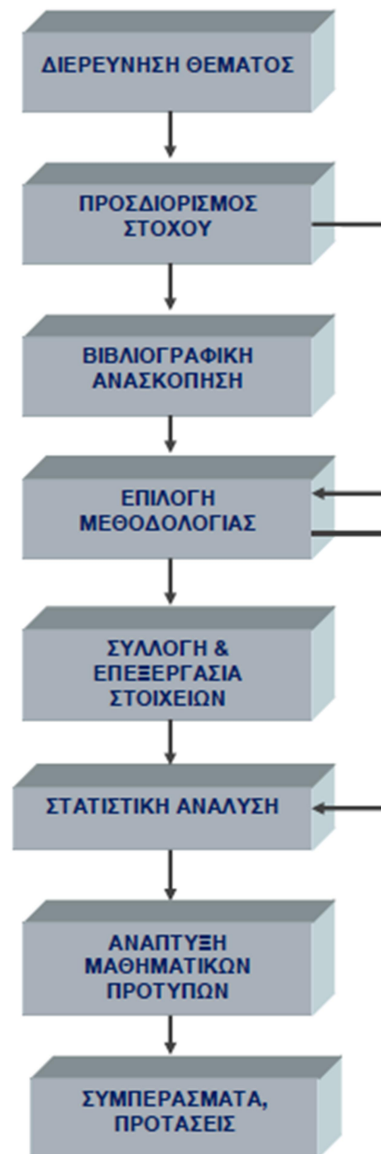 ΔΙΕΡΕΥΝΗΣΗ ΘΕΜΑΤΟΣ
ΠΡΟΣΔΙΟΡΙΣΜΟΣ
ΣΤΟΧΟΥ
ΒΙΒΛΙΟΓΡΑΦΙΚΗ
ΑΝΑΣΚΟΠΗΣΗ
ΕΠΙΛΟΓΗ
ΜΕΘΟΔΟΛΟΓΙΑΣ
ΣΥΛΛΟΓΗ &
ΕΠΕΞΕΡΓΑΣΙΑ
ΣΤΟΙΧΕΙΩΝ
ΣΤΑΤΙΣΤΙΚΗ ΑΝΑΛΥΣΗ
ΑΝΑΠΤΥΞΗ
ΜΑΘΗΜΑΤΙΚΩΝ
ΠΡΟΤΥΠΩΝ
ΣΥΜΠΕΡΑΣΜΑΤΑ,
ΠΡΟΤΑΣΕΙΣ